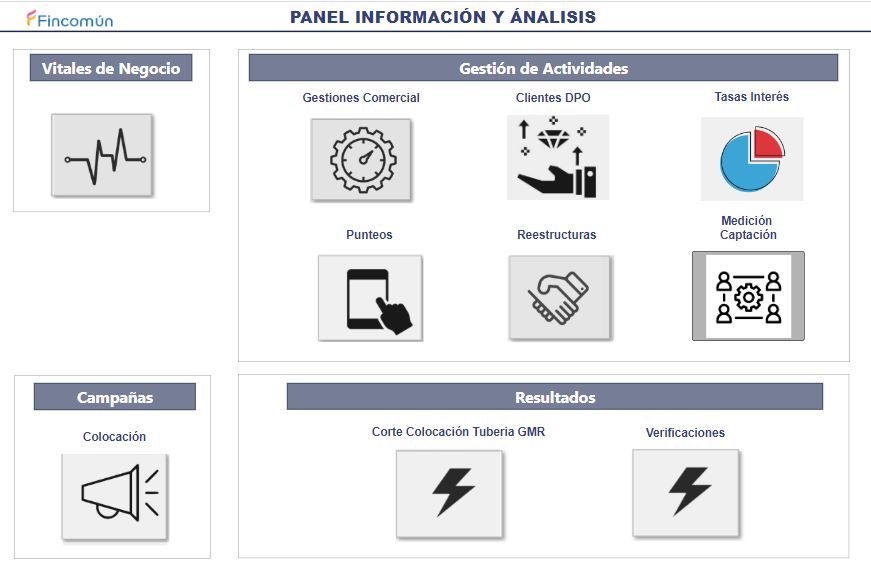 Fincomún
PANEL INFORMACIÓN Y ÁNALISIS
Vitales de Negocio
Gestión de Actividades
Gestiones Comercial
Clientes DPO
Tasas Interés
Punteos
Reestructuras
Medición
Captación
Campañas
Colocación
Resultados
Corte Colocación Tuberia GMR
Verificaciones